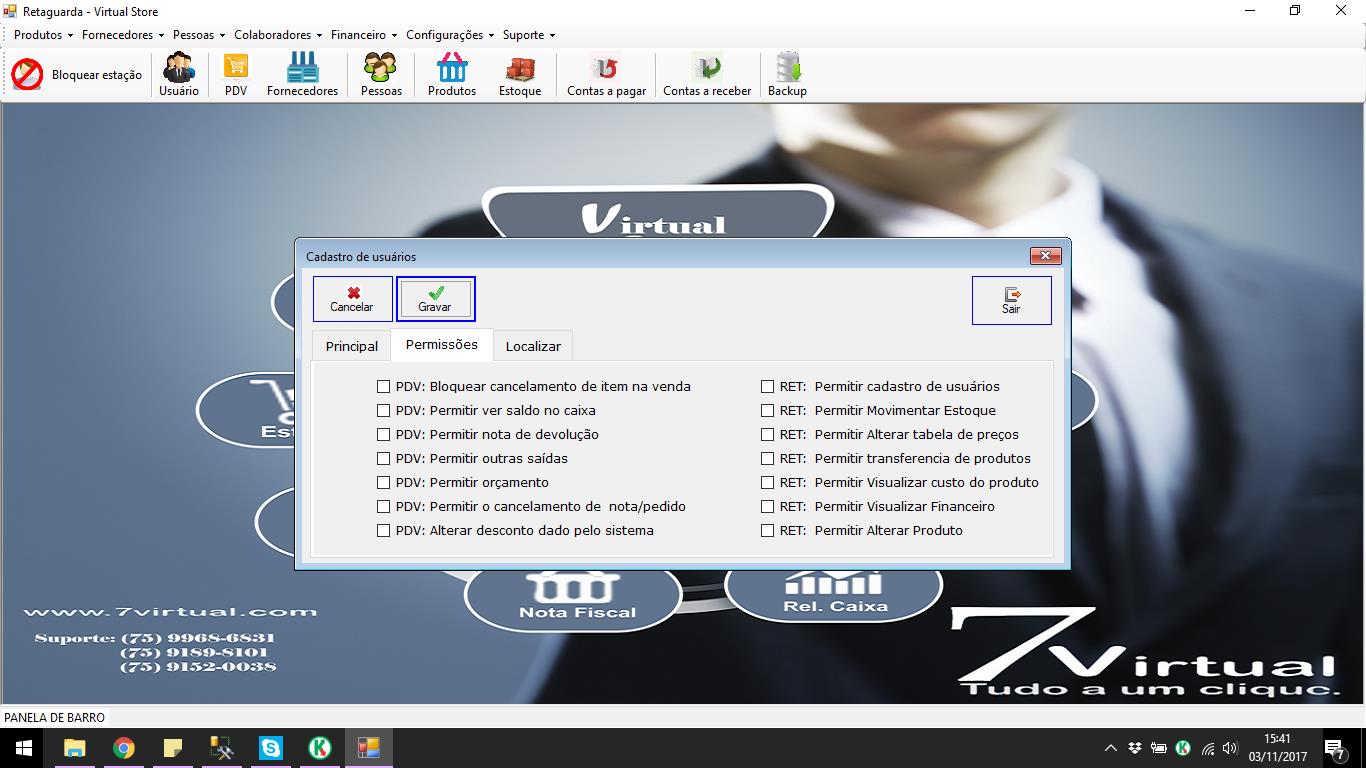 Retaguarda - Virtual Store
Produtos Fornecedores Pessoas Colaboradores Financeiro Configurações Suporte
Bloquear estação Usuário PDV Fornecedores Pessoas Produtos Estoque Contas a pagar Contas a receber Backup
Virtual
Cadastro de usuários
Cancelar Gravar Sair
Principal Permissões Localizar
PDV: Bloquear cancelamento de item na venda
PDV: Permitir ver saldo no caixa
PDV: Permitir nota de devolução
PDV: Permitir outras saídas
PDV: Permitir orçamento
PDV: Permitir o cancelamento de  nota/pedido
PDV: Alterar desconto dado pelo sistema
RET:  Permitir cadastro de usuários
RET:  Permitir Movimentar Estoque
RET:  Permitir Alterar tabela de preços
RET:  Permitir transferencia de produtos
RET:  Permitir Visualizar custo do produto
RET:  Permitir Visualizar Financeiro
RET:  Permitir Alterar Produto
Nota Fiscal
Rel. Caixa
www.7virtual.com
Suporte: (75) 9968-6831
(75) 9189-8101
(75) 9152-0038
7Virtual
Tudo a um clique.
PANELA DE BARRO
15:41
03/11/2017
7